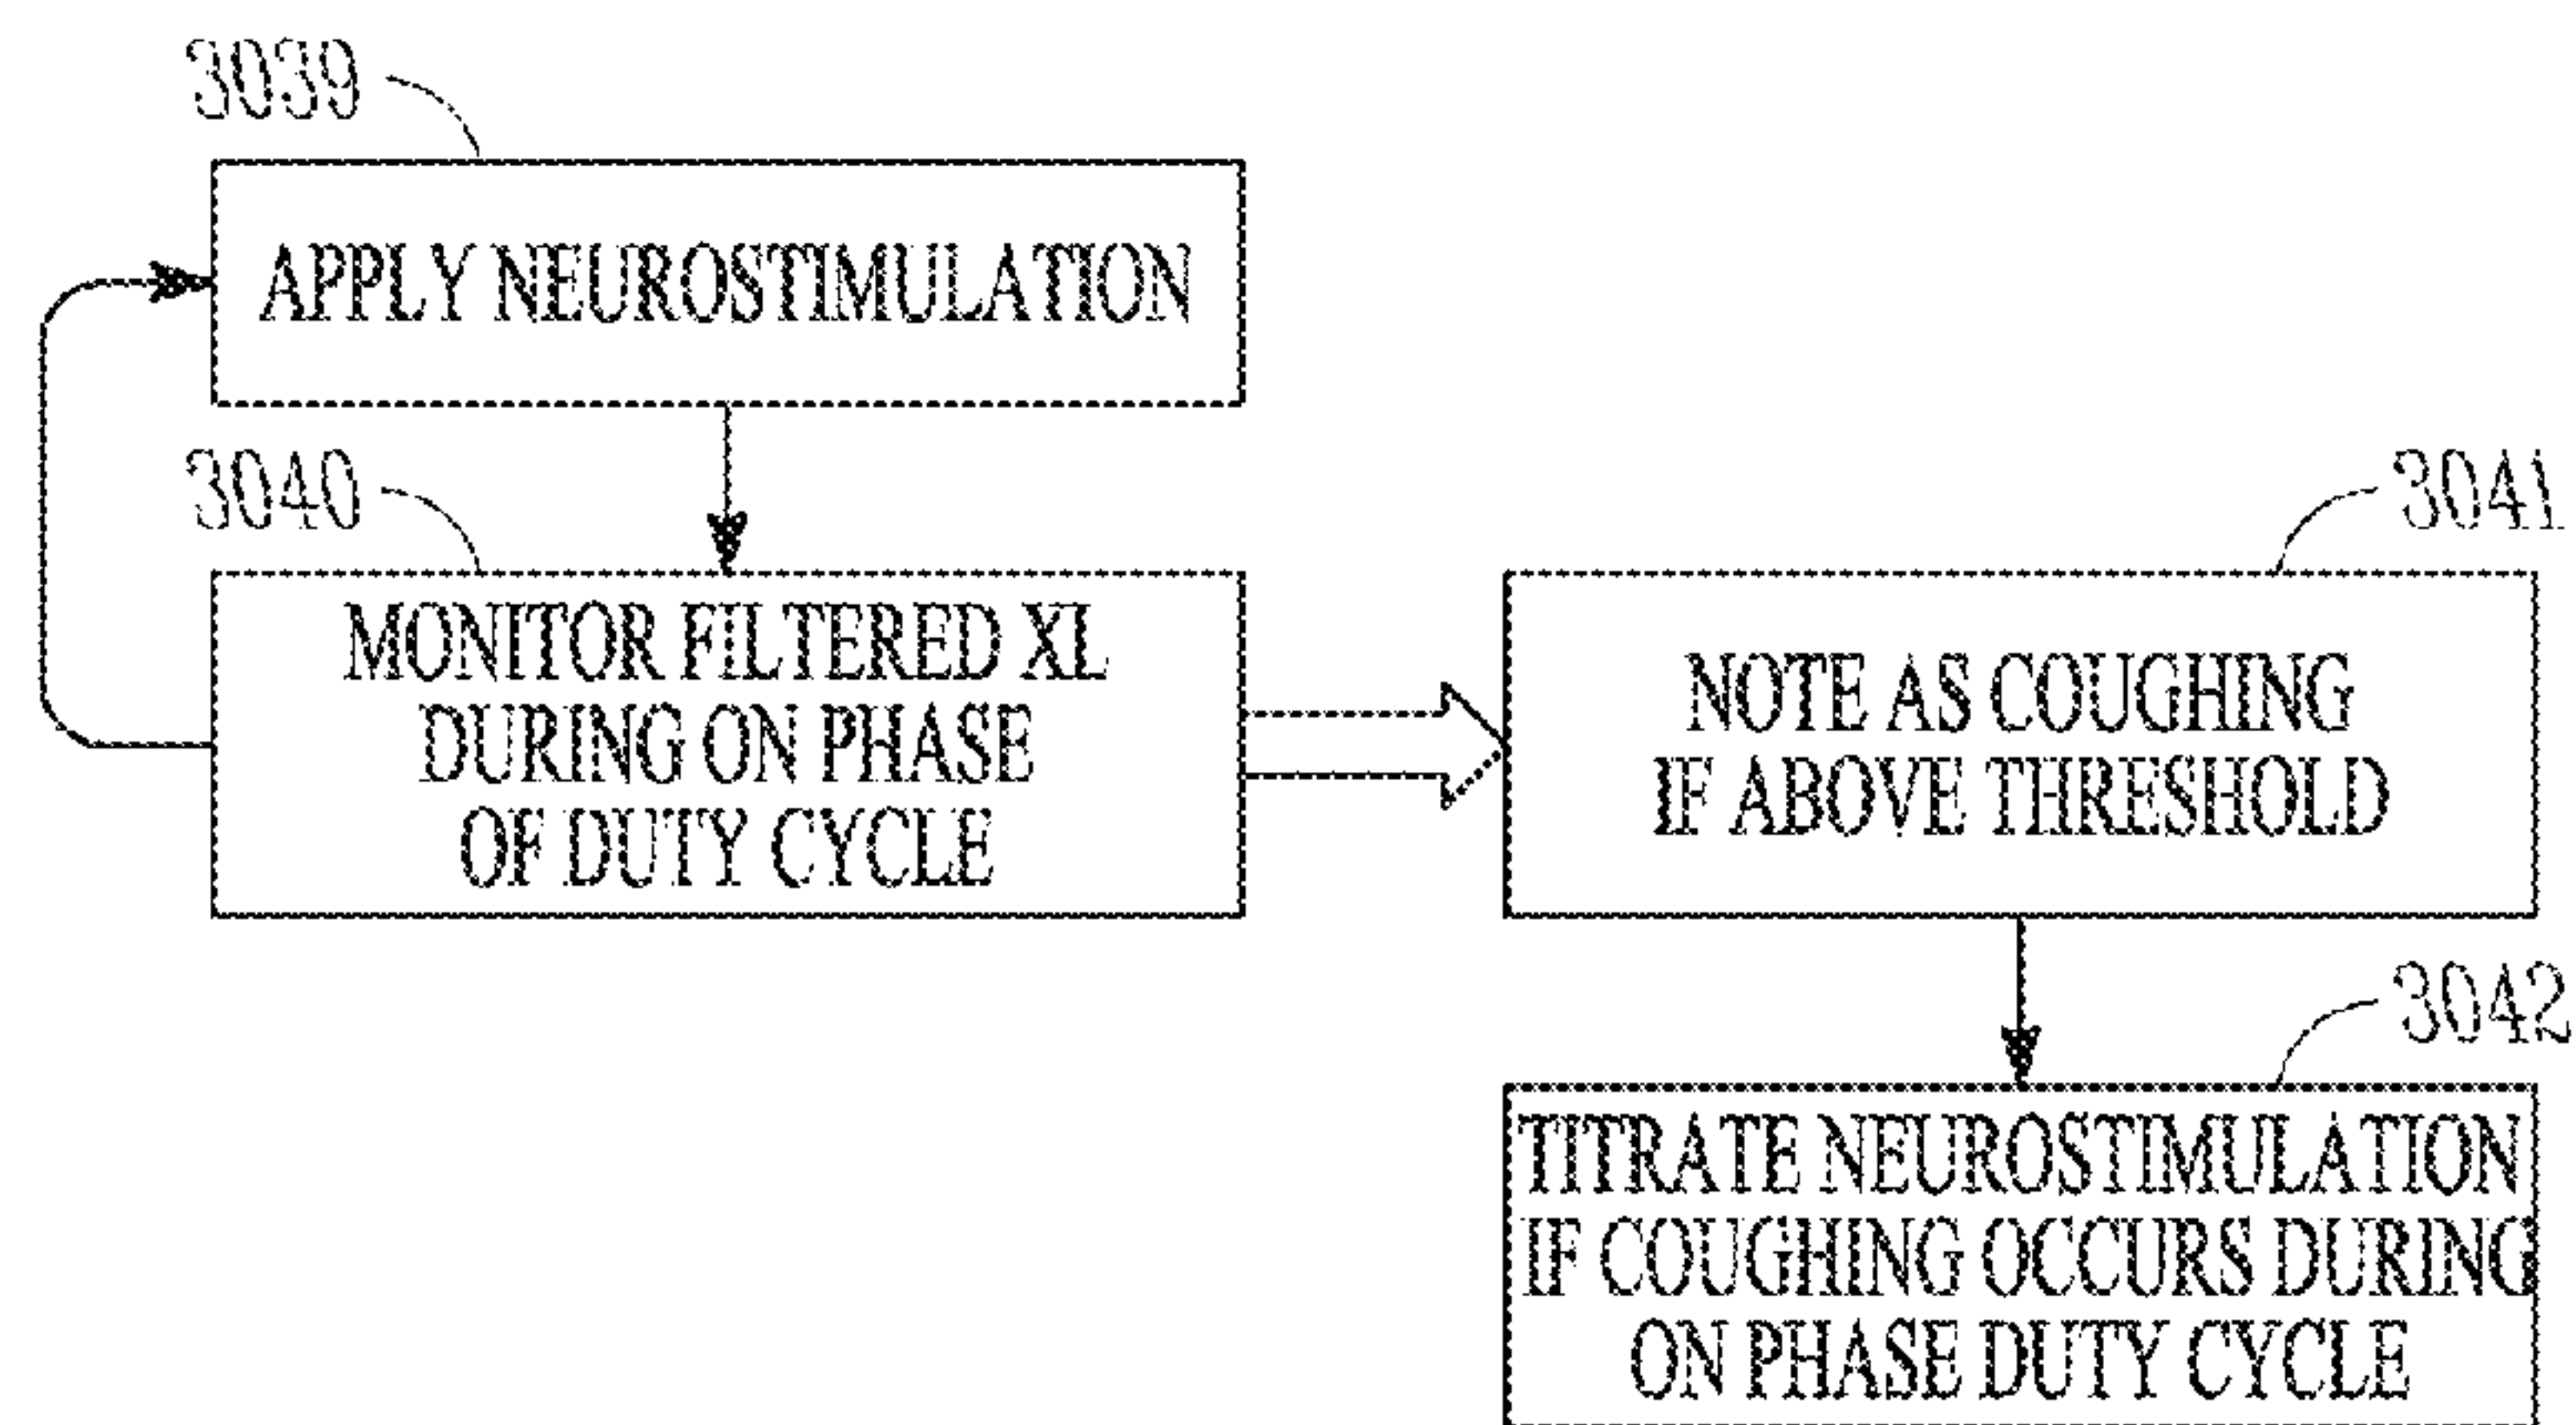 3039
APPLY NEUROSTIMULATION
3040
MONITOR FILTERED XL
DURING ON PHASE
OF DUTY CYCLE
3041
NOTE AS COUGHING
IF ABOVE THRESHOLD
3042
TITRATE NEUROSTIMULATION
IF COUGHING OCCURS DURING
ON PHASE DUTY CYCLE